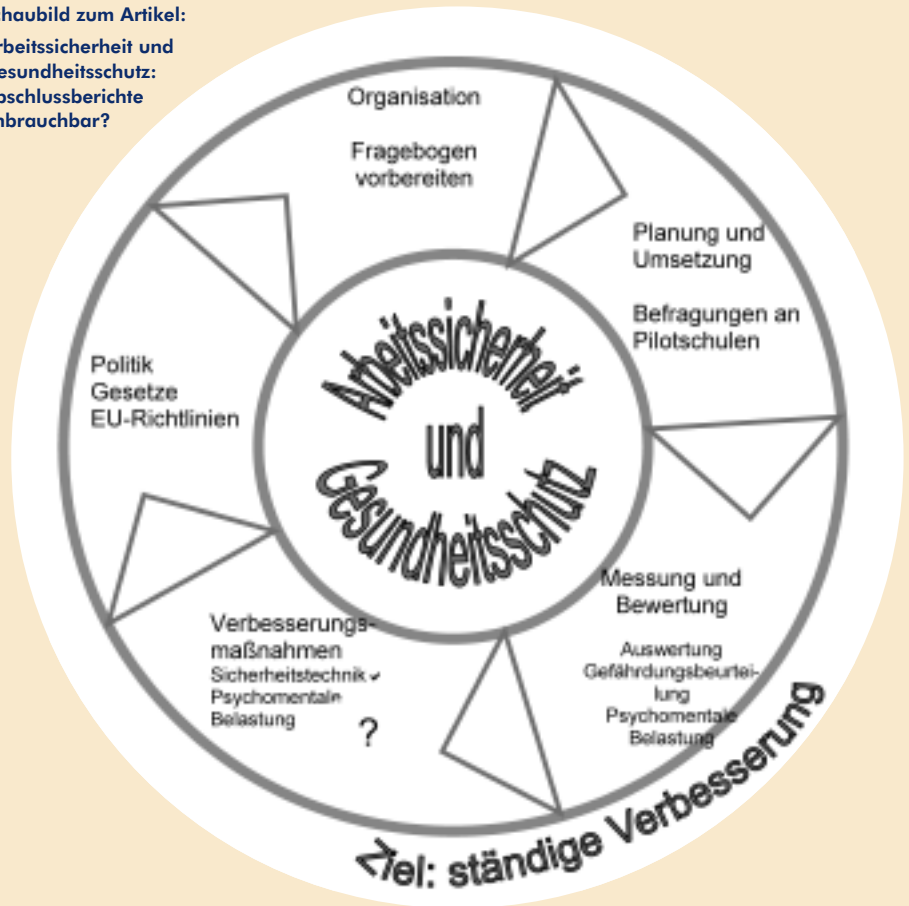 chaubild zum Artikel:
rbeitssicherheit und
esundheitsschutz:
bschlussberichte
nbrauchbar?
Organisation
Fragebogen
vorbereiten
Planung und
Umsetzung
Befragungen an
Pilotschulen
Messung und
Bewertung
Auswertung
Gefährdungsbeurtei-
lung
Psychomentale
Belastung
Verbesserungs-
maßnahmen
Sicherheitstechnik ✓
Psychomentale
Belastung
?
Politik
Gesetze
EU-Richtlinien
Arbeitssicherheit
und
Gesundheitsschutz
Ziel: ständige Verbesserung